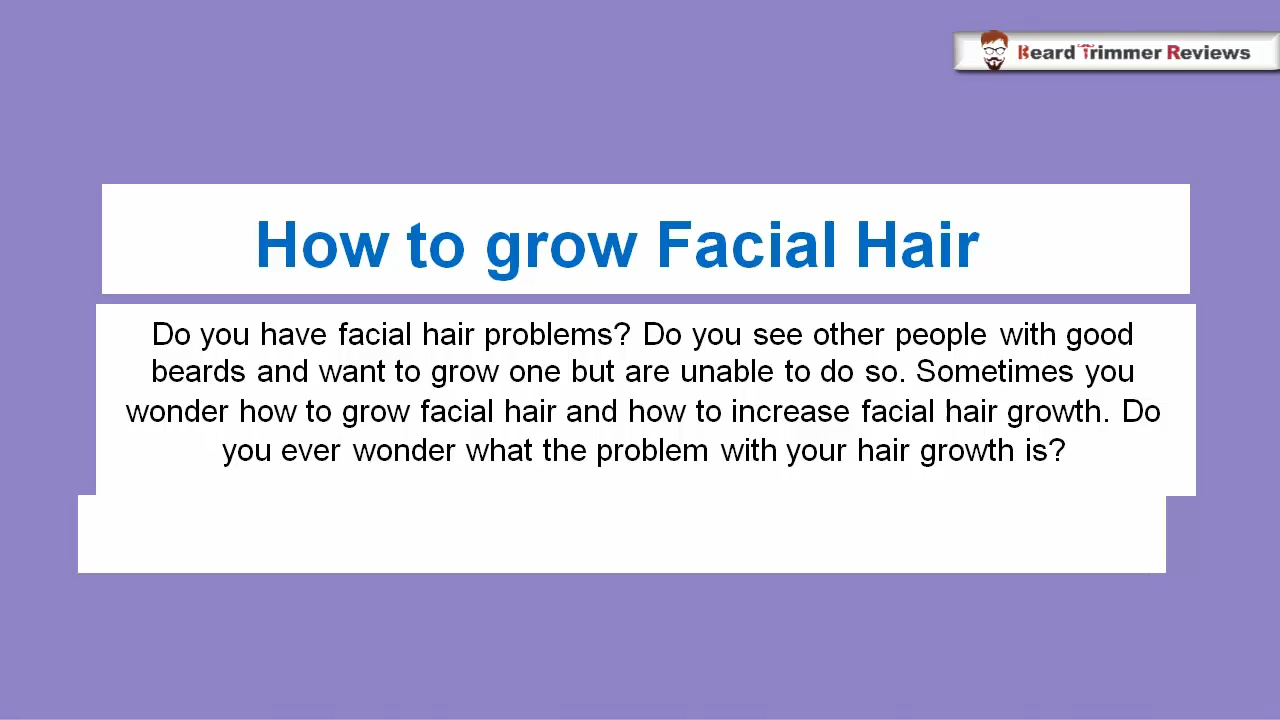 Beard Trimmer Reviews
How to grow Facial Hair
Do you have facial hair problems? Do you see other people with good
beards and want to grow one but are unable to do so. Sometimes you
wonder how to grow facial hair and how to increase facial hair growth. Do
you ever wonder what the problem with your hair growth is?